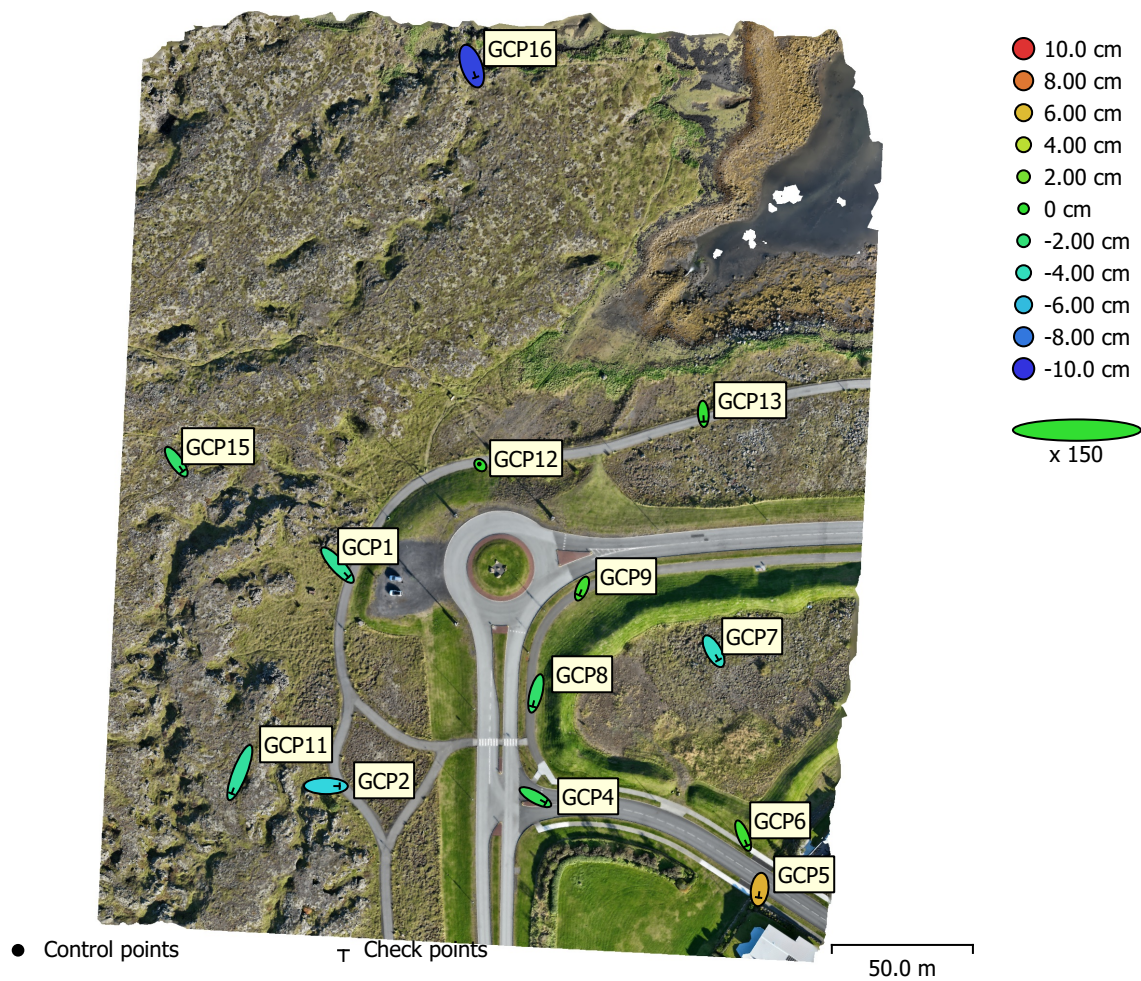 GCP16
10.0 cm
8.00 cm
6.00 cm
4.00 cm
2.00 cm
0 cm
-2.00 cm
-4.00 cm
-6.00 cm
-8.00 cm
-10.0 cm
x 150
GCP13
GCP15
GCP12
GCP1
GCP9
GCP7
GCP8
GCP11
GCP2
GCP4
GCP6
GCP5
Control points
Check points
50.0 m